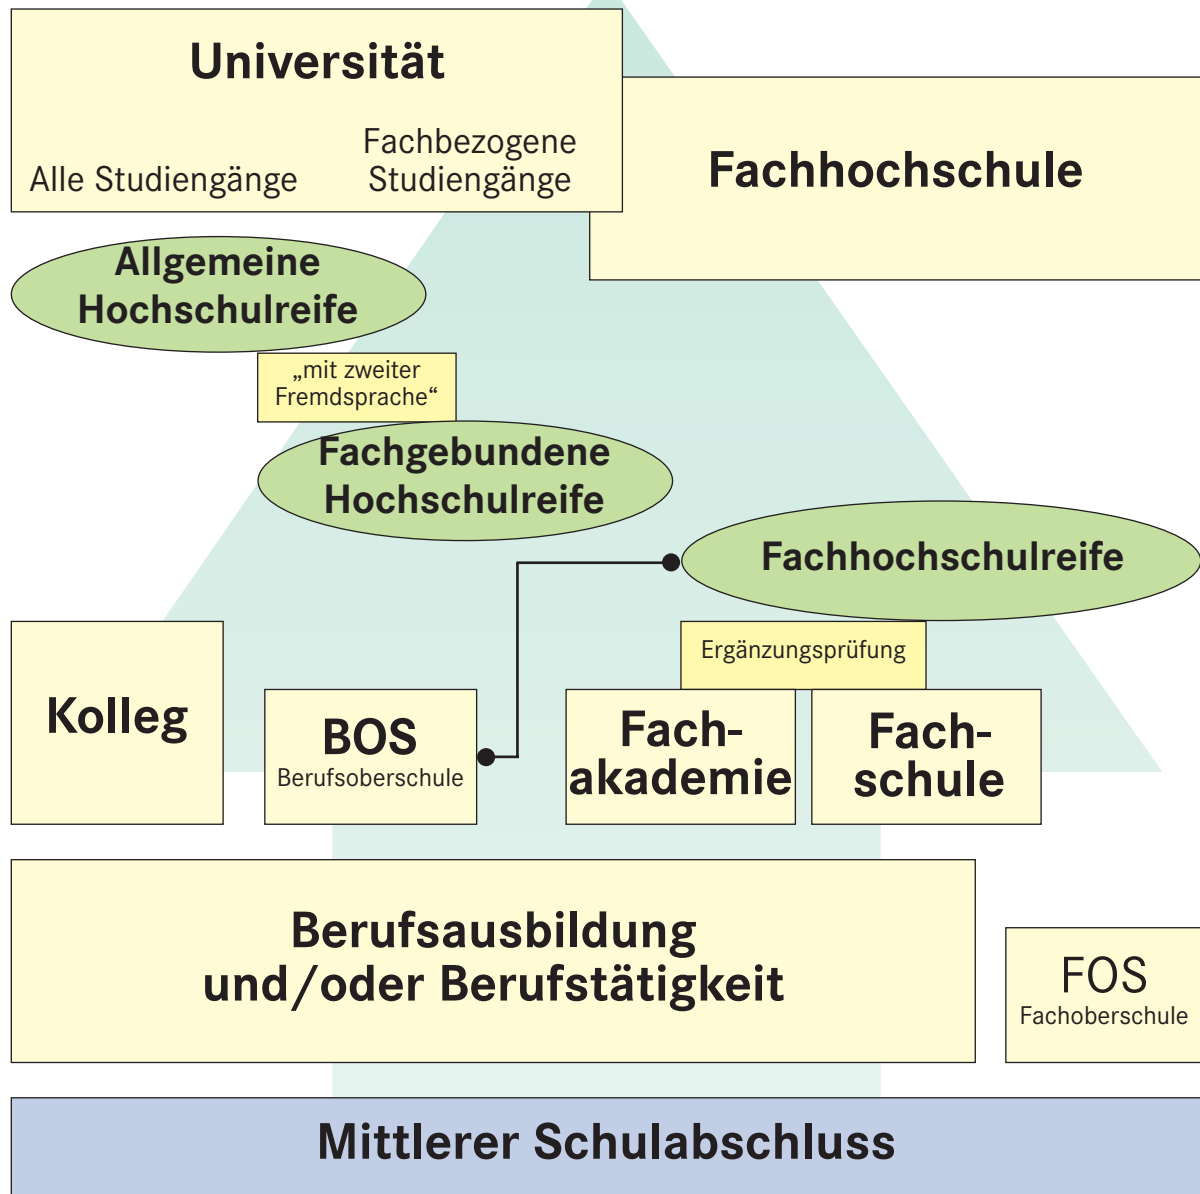 Universität
Alle Studiengänge
Fachbezogene
Studiengänge
Fachhochschule
Allgemeine
Hochschulreife
„mit zweiter
Fremdsprache“
Fachgebundene
Hochschulreife
Fachhochschulreife
Ergänzungsprüfung
Kolleg
BOS
Berufsoberschule
Fach-
akademie
Fach-
schule
Berufsausbildung
und/oder Berufstätigkeit
FOS
Fachoberschule
Mittlerer Schulabschluss